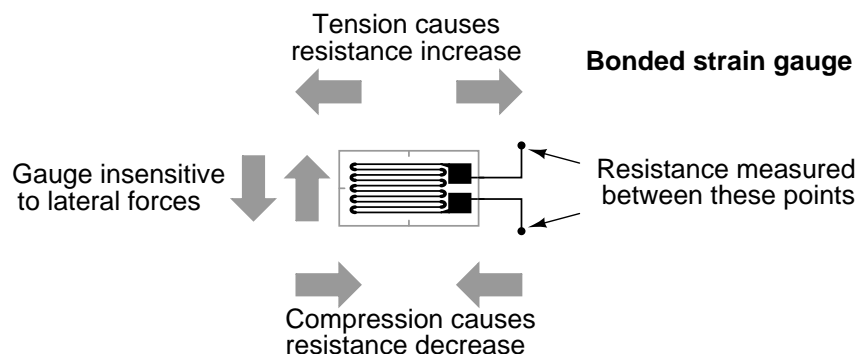 Tension causes
resistance increase
Bonded strain gauge
Gauge insensitive
to lateral forces
Resistance measured
between these points
Compression causes
resistance decrease